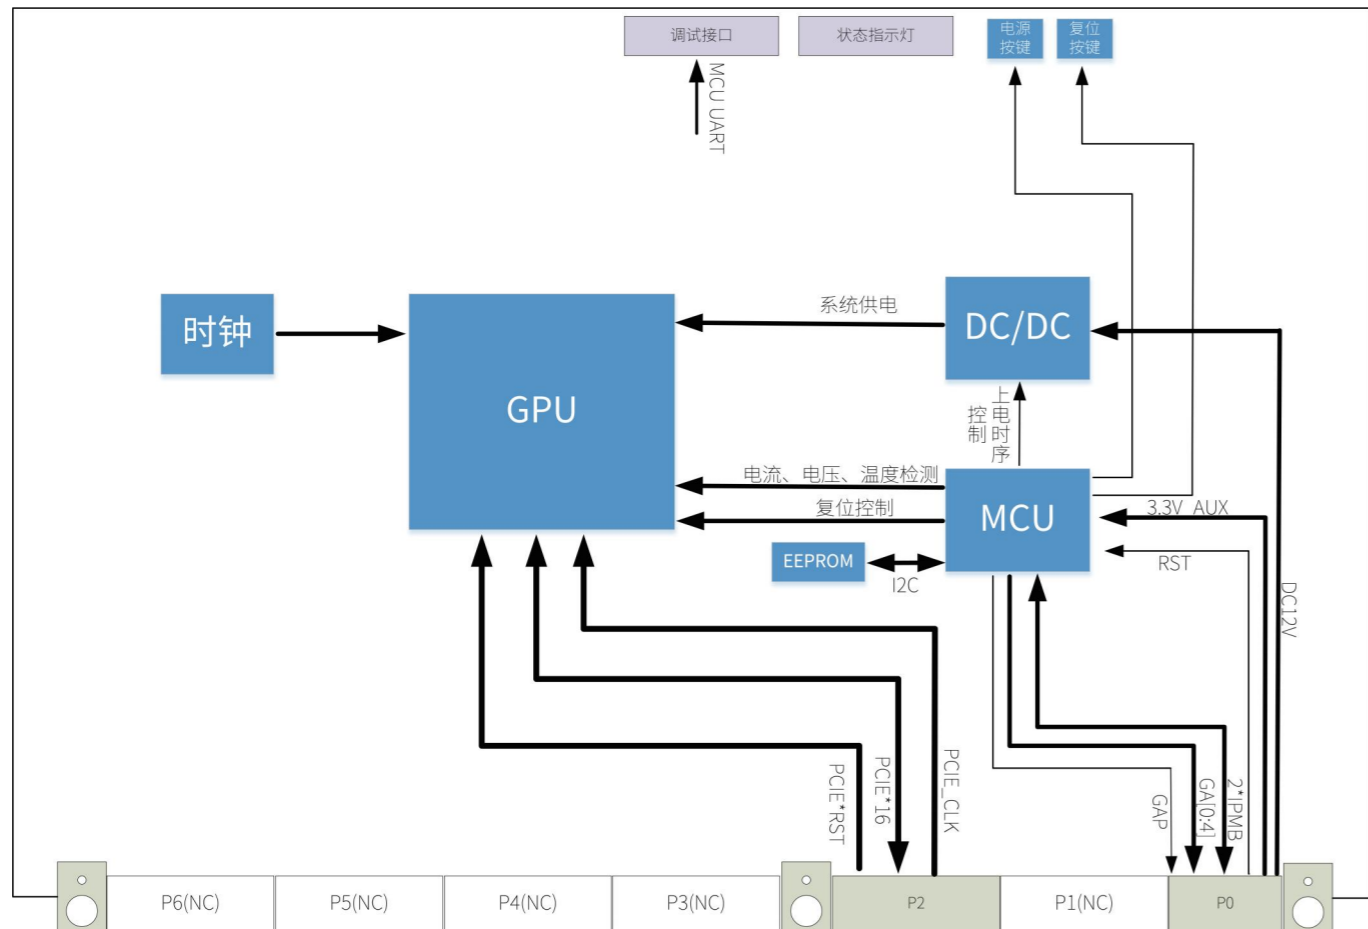 调试接口
状态指示灯
电源
按键
复位
按键
MCU UART
时钟
GPU
系统供电
DC/DC
上电时序
控制
电流、电压、温度检测
复位控制
MCU
3.3V AUX
RST
EEPROM
I2C
DC12V
PCIE*RST
PCIE*16
PCIE_CLK
GAP
GA[0:4]
2*IPMB
P6(NC)
P5(NC)
P4(NC)
P3(NC)
P2
P1(NC)
P0